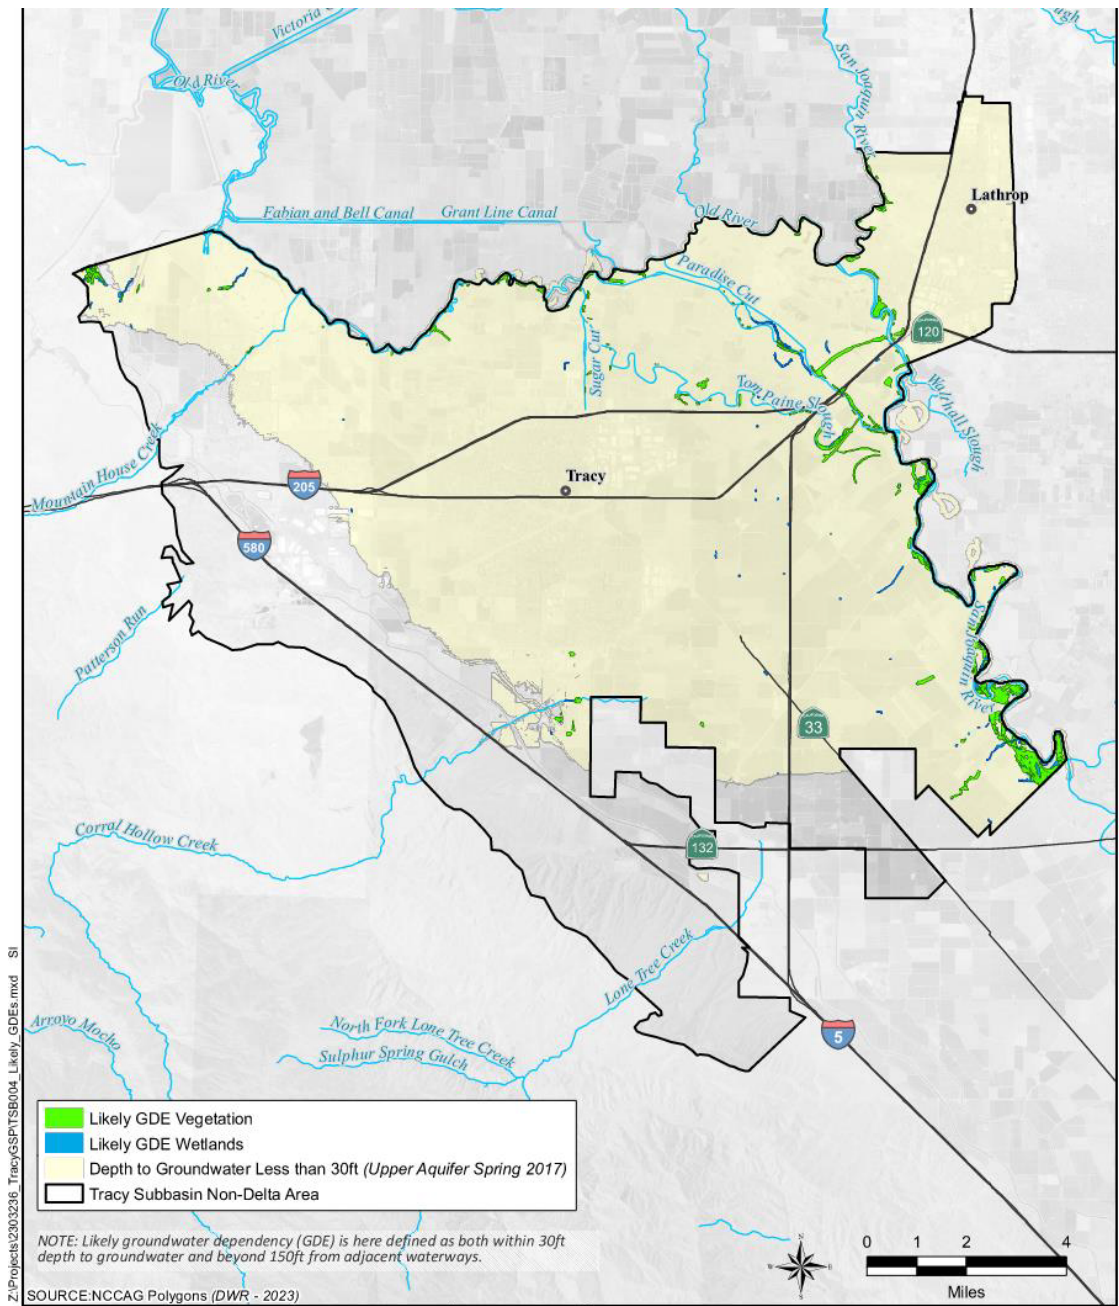 Victoria C
Old River
San Joaquin River
ugh
Lathrop
Fabian and Bell Canal
Grant Line Canal
Old River
Paradise Cut
120
Sugar Cut
Tom Paine Slough
Walthall Slough
Mountain House Creek
205
Tracy
580
Patterson Run
San Joaquin River
33
Corral Hollow Creek
132
Lone Tree Creek
Arroyo Mocho
North Fork Lone Tree Creek
Sulphur Spring Gulch
5
Likely GDE Vegetation
Likely GDE Wetlands
Depth to Groundwater Less than 30ft (Upper Aquifer Spring 2017)
Tracy Subbasin Non-Delta Area
NOTE: Likely groundwater dependency (GDE) is here defined as both within 30ft
depth to groundwater and beyond 150ft from adjacent waterways.
SOURCE:NCCAG Polygons (DWR - 2023)
0 1 2 4
Miles
Z:\Projects\2303236_TracyGSP\TSB004_Likely_GDEs.mxd SI